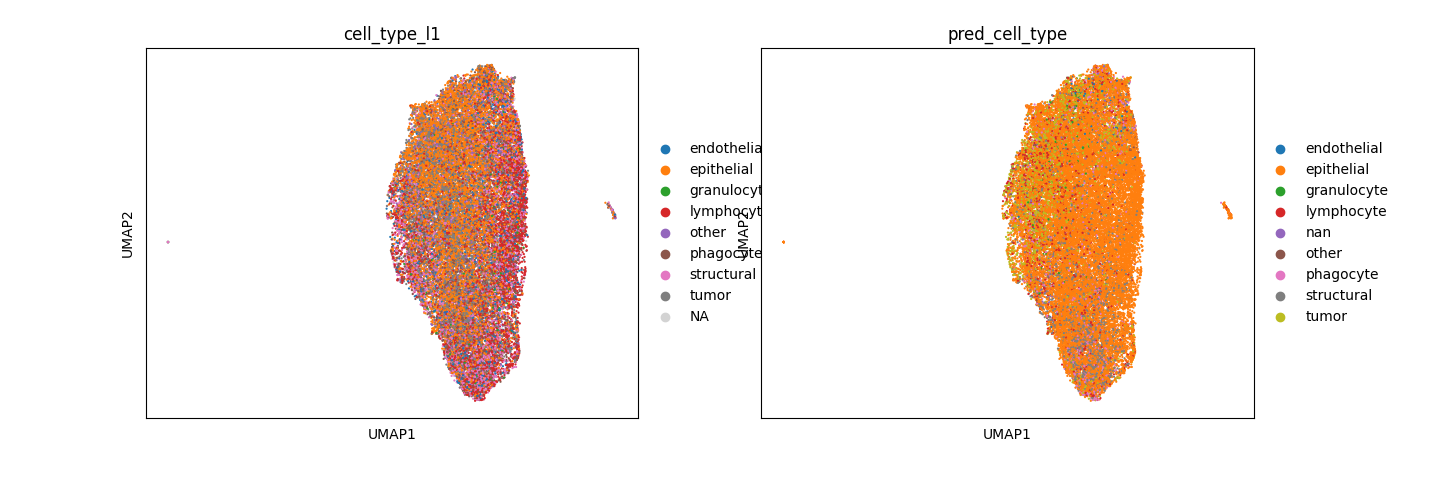 cell_type_l1
UMAP2
UMAP1
endothelia
epithelial
granulocyt
lymphocyt
other
phagocyte
structural
tumor
NA
pred_cell_type
UMAP2
UMAP1
endothelial
epithelial
granulocyte
lymphocyte
nan
other
phagocyte
structural
tumor